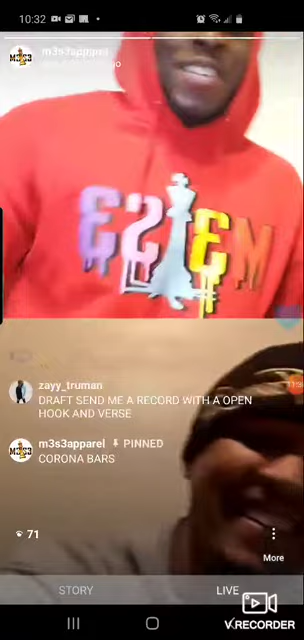 10:32
m3s3apparel
zayy_truman
DRAFT SEND ME A RECORD WITH A OPEN
HOOK AND VERSE
m3s3apparel PINNED
CORONA BARS
71
More
STORY LIVE
V.RECORDER